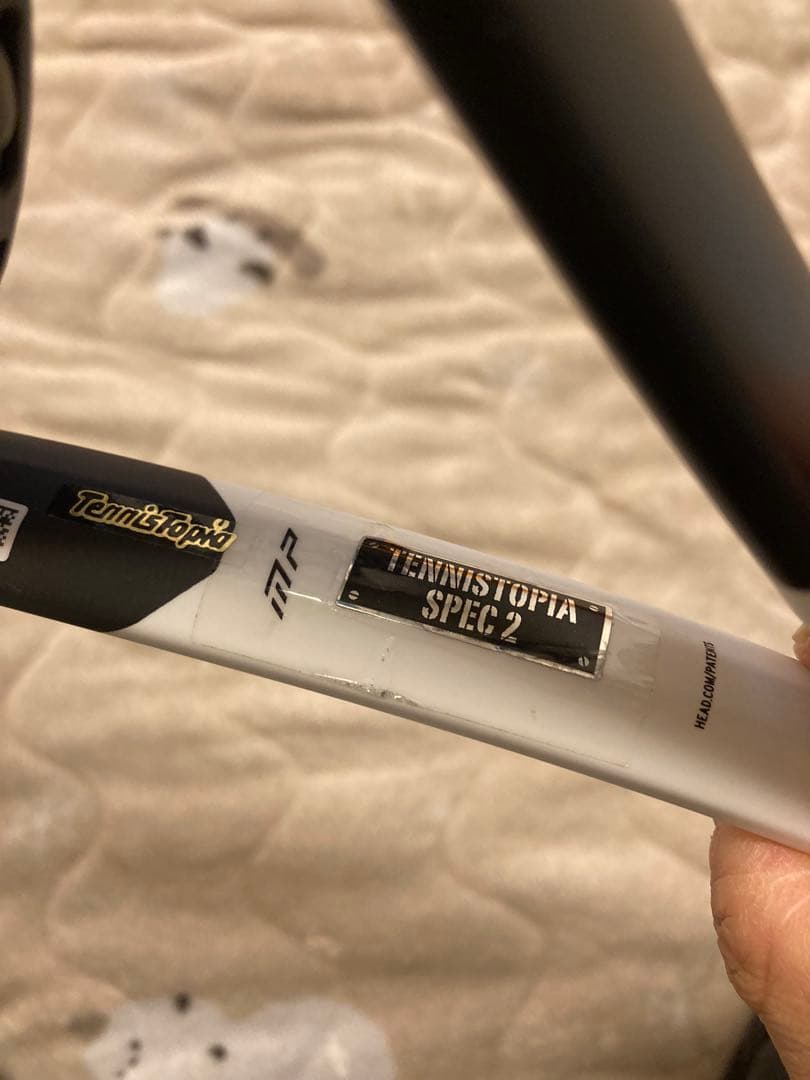 TennisTopia
MP
TENNISTOPIA
SPEC 2
HEAD.COM/PATENTS